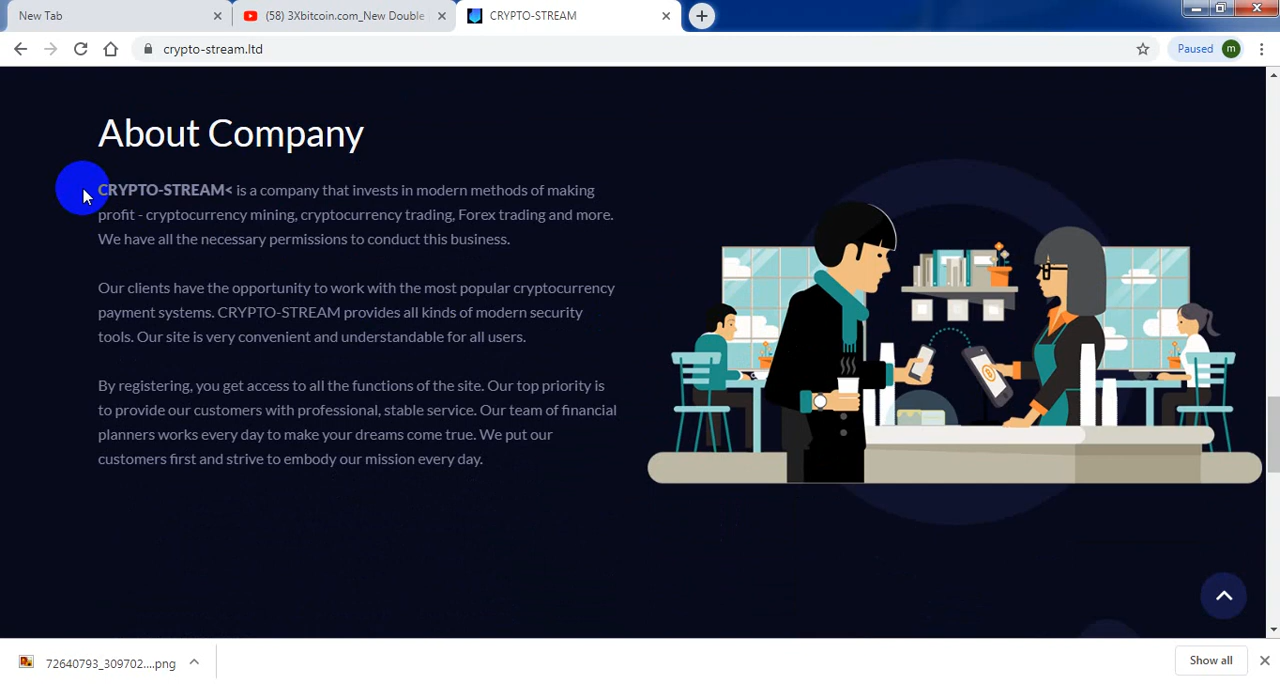 New Tab
(58) 3Xbitcoin.com_New Double
CRYPTO-STREAM
crypto-stream.ltd
Paused
m
About Company
CRYPTO-STREAM< is a company that invests in modern methods of making
profit - cryptocurrency mining, cryptocurrency trading, Forex trading and more.
We have all the necessary permissions to conduct this business.
Our clients have the opportunity to work with the most popular cryptocurrency
payment systems. CRYPTO-STREAM provides all kinds of modern security
tools. Our site is very convenient and understandable for all users.
By registering, you get access to all the functions of the site. Our top priority is
to provide our customers with professional, stable service. Our team of financial
planners works every day to make your dreams come true. We put our
customers first and strive to embody our mission every day.
72640793_309702....png
Show all